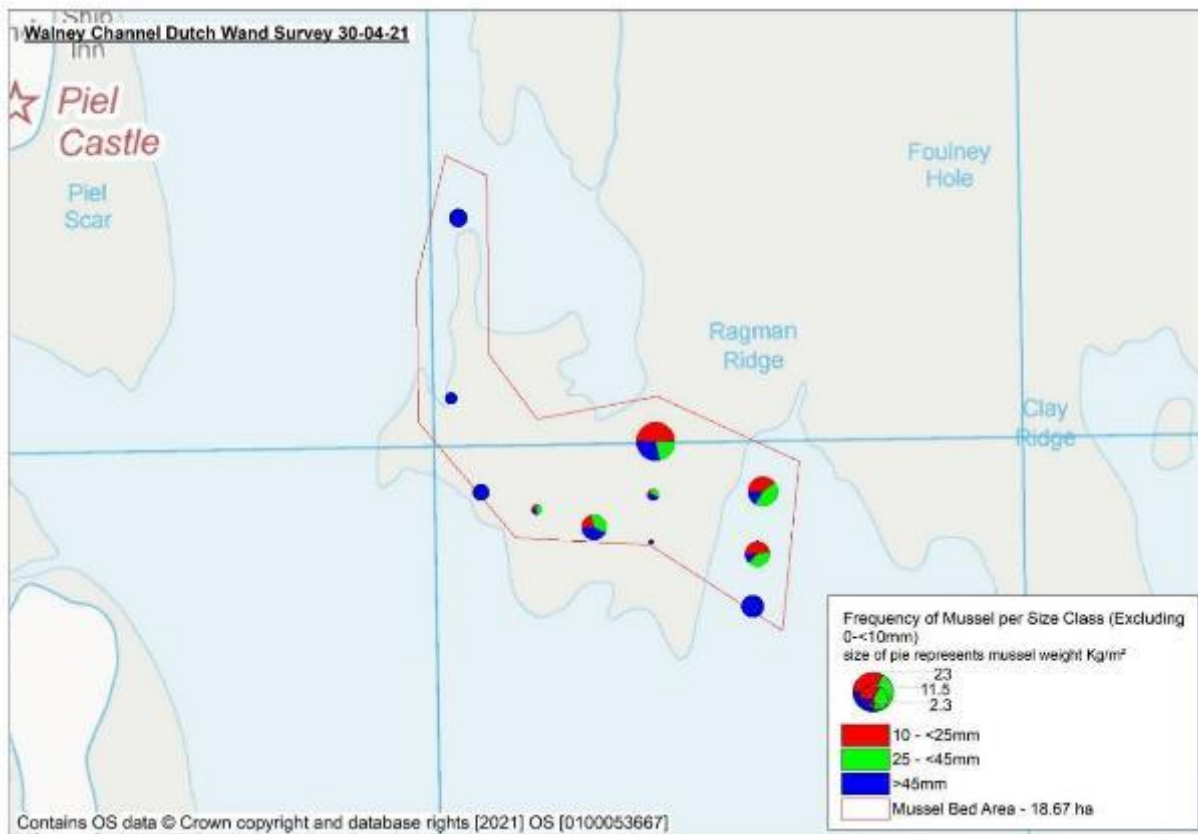 Ship
Inn
Walney Channel Dutch Wand Survey 30-04-21
Piel
Castle
Piel
Scar
Foulney
Hole
Ragman
Ridge
Clay
Ridge
Frequency of Mussel per Size Class (Excluding
0-<10mm)
size of pie represents mussel weight Kg/m²
23
11.5
2.3
10 - <25mm
25 - <45mm
>45mm
Mussel Bed Area - 18.67 ha
Contains OS data © Crown copyright and database rights [2021] OS [0100053667]